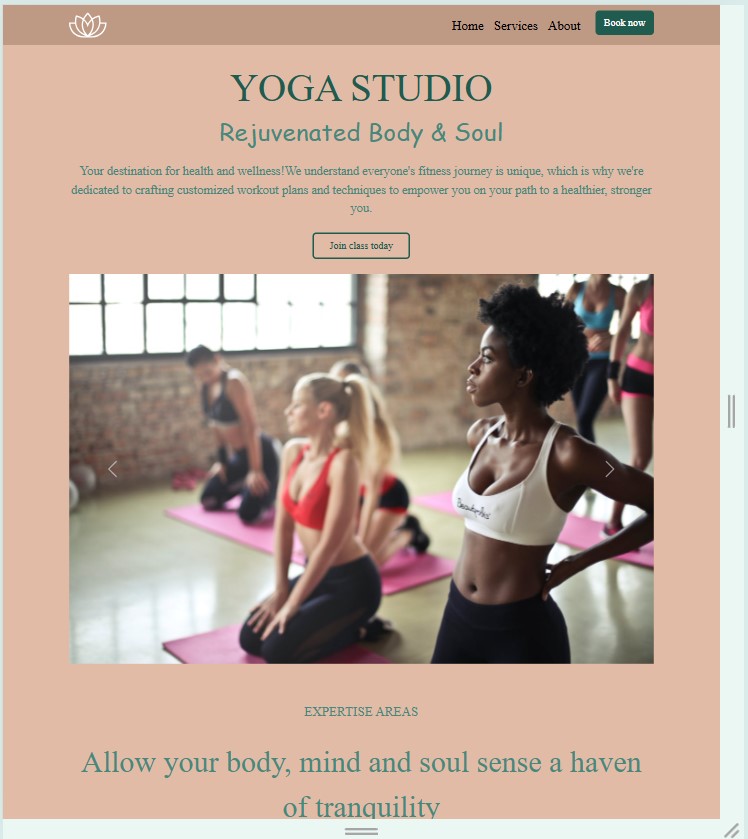 Home Services About Book now
YOGA STUDIO
Rejuvenated Body & Soul
Your destination for health and wellness!We understand everyone's fitness journey is unique, which is why we're
dedicated to crafting customized workout plans and techniques to empower you on your path to a healthier, stronger
you.
Join class today
EXPERTISE AREAS
Allow your body, mind and soul sense a haven
of tranquility